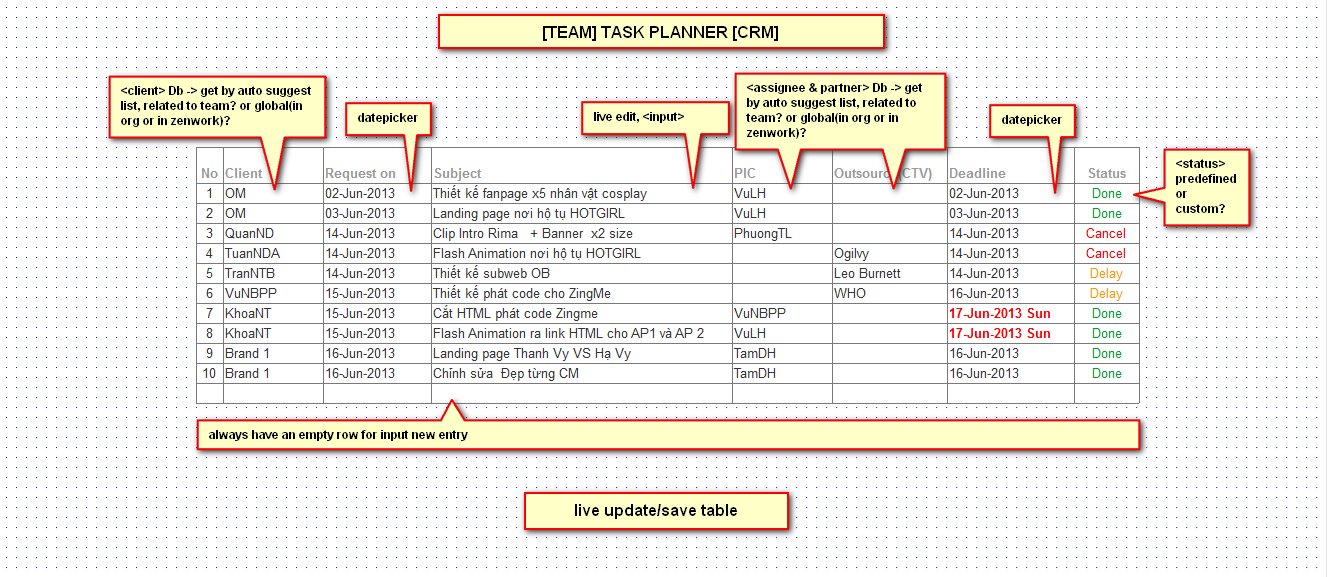 [TEAM] TASK PLANNER [CRM]
<client> Db -> get by auto suggest
list, related to team? or global(in
org or in zenwork)?
datepicker
live edit, <input>
<assignee & partner> Db -> get
by auto suggest list, related to
team? or global(in org or in
zenwork)?
datepicker
<status>
predefined
or
custom?
No Client Request on Subject PIC Outsource (CTV) Deadline Status
1 OM 02-Jun-2013 Thiết kế fanpage x5 nhân vật cosplay VuLH 02-Jun-2013 Done
2 OM 03-Jun-2013 Landing page nơi hộ tụ HOTGIRL VuLH 03-Jun-2013 Done
3 QuanND 14-Jun-2013 Clip Intro Rima + Banner x2 size PhuongTL 14-Jun-2013 Cancel
4 TuanNDA 14-Jun-2013 Flash Animation nơi hộ tụ HOTGIRL Ogilvy 14-Jun-2013 Cancel
5 TranNTB 14-Jun-2013 Thiết kế subweb OB Leo Burnett 14-Jun-2013 Delay
6 VuNBPP 15-Jun-2013 Thiết kế phát code cho ZingMe WHO 16-Jun-2013 Delay
7 KhoaNT 15-Jun-2013 Cắt HTML phát code Zingme VuNBPP 17-Jun-2013 Sun Done
8 KhoaNT 15-Jun-2013 Flash Animation ra link HTML cho AP1 và AP 2 VuLH 17-Jun-2013 Sun Done
9 Brand 1 16-Jun-2013 Landing page Thanh Vy VS Hạ Vy TamDH 16-Jun-2013 Done
10 Brand 1 16-Jun-2013 Chỉnh sửa Đẹp từng CM TamDH 16-Jun-2013 Done
always have an empty row for input new entry
live update/save table